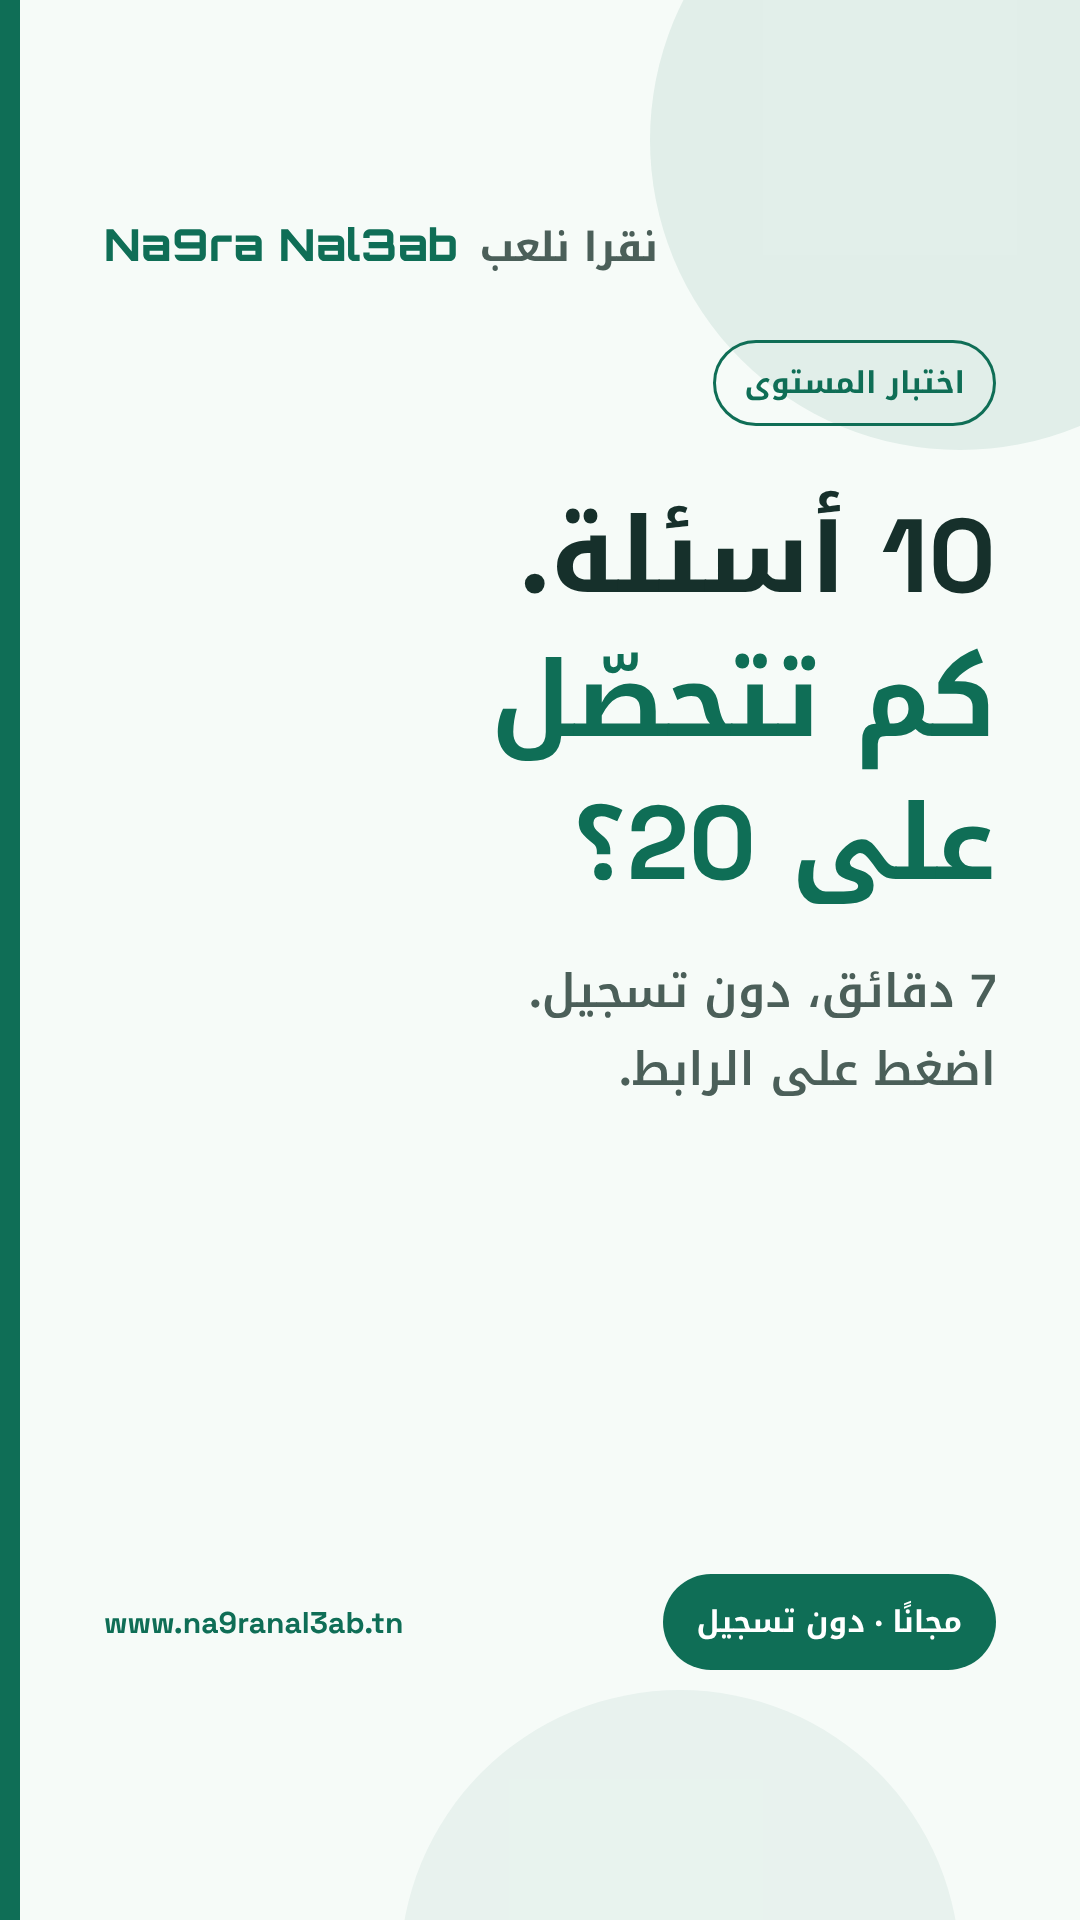 Na9ra Nal3ab نقرا نلعب
اختبار المستوى
10 أسئلة.
كم تتحصّل
على 20؟
7 دقائق، دون تسجيل.
اضغط على الرابط.
مجانًا · دون تسجيل
www.na9ranal3ab.tn